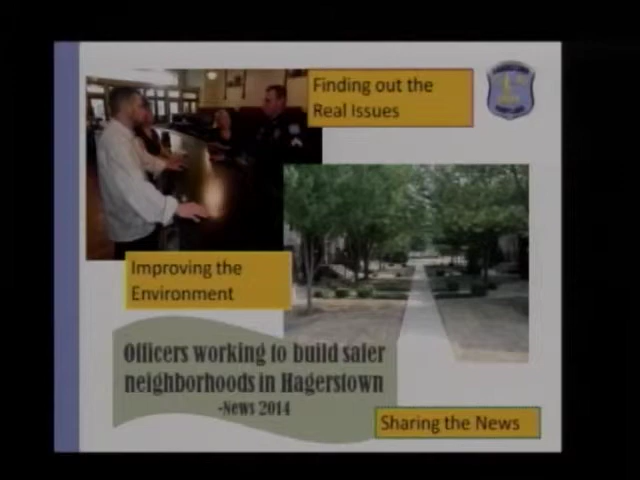 Finding out the
Real Issues
Improving the
Environment
Officers working to build safer
neighborhoods in Hagerstown
-News 2014
Sharing the News